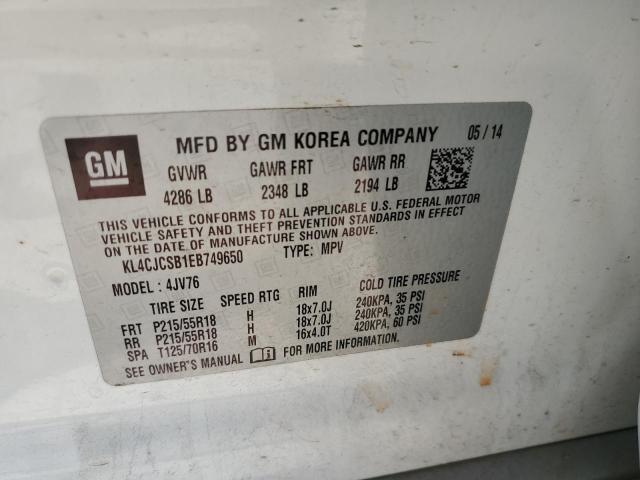 GM
MFD BY GM KOREA COMPANY 05/14
GVWR GAWR FRT GAWR RR
4286 LB 2348 LB 2194 LB
THIS VEHICLE CONFORMS TO ALL APPLICABLE U.S. FEDERAL MOTOR
VEHICLE SAFETY AND THEFT PREVENTION STANDARDS IN EFFECT
ON THE DATE OF MANUFACTURE SHOWN ABOVE.
KL4CJCSB1EB749650 TYPE: MPV
MODEL: 4JV76
TIRE SIZE SPEED RTG RIM COLD TIRE PRESSURE
FRT P215/55R18 H 18x7.0J 240KPA, 35 PSI
RR P215/55R18 H 18x7.0J 240KPA, 35 PSI
SPA T125/70R16 M 16x4.0T 420KPA, 60 PSI
SEE OWNER'S MANUAL FOR MORE INFORMATION.